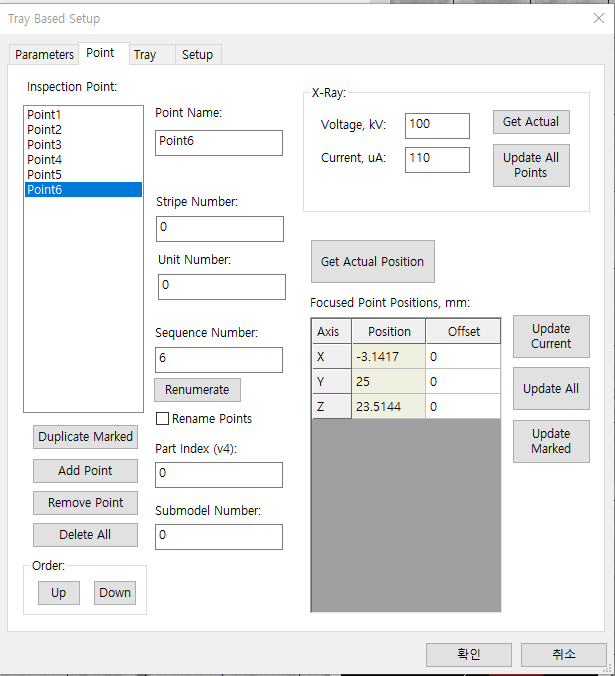 Tray Based Setup
Parameters Point Tray Setup
Inspection Point:
Point1
Point2
Point3
Point4
Point5
Point6
Duplicate Marked
Add Point
Remove Point
Delete All
Order:
Up Down
Point Name:
Point6
Stripe Number:
0
Unit Number:
0
Sequence Number:
6
Renumerate
Rename Points
Part Index (v4):
0
Submodel Number:
0
X-Ray:
Voltage, kV: 100 Get Actual
Current, uA: 110 Update All
Points
Get Actual Position
Focused Point Positions, mm:
Axis Position Offset
X -3.1417 0
Y 25 0
Z 23.5144 0
Update
Current
Update All
Update
Marked
확인 취소